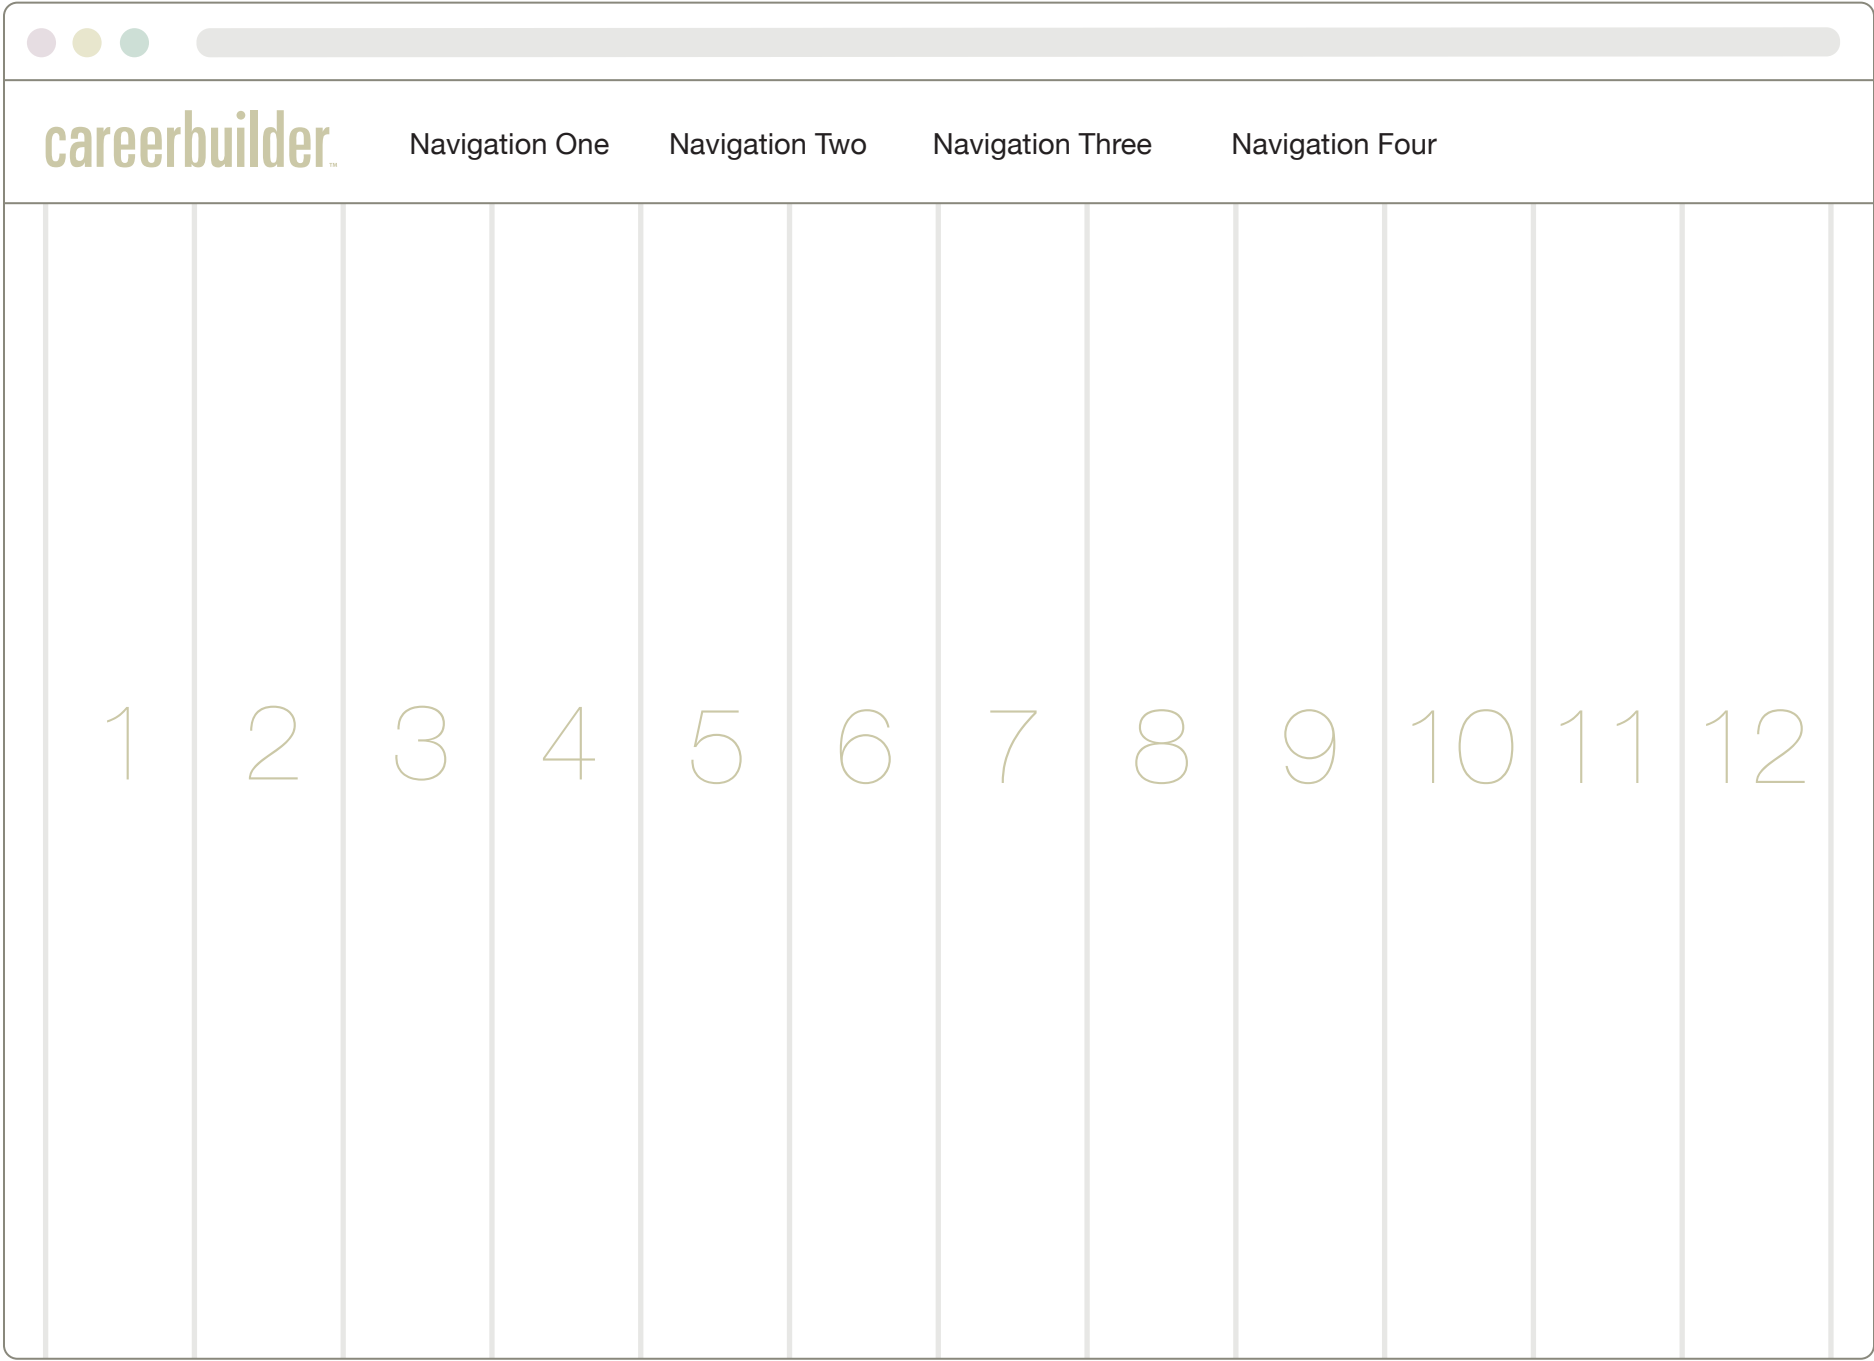 careerbuilder™ Navigation One Navigation Two Navigation Three Navigation Four
1 2 3 4 5 6 7 8 9 10 11 12